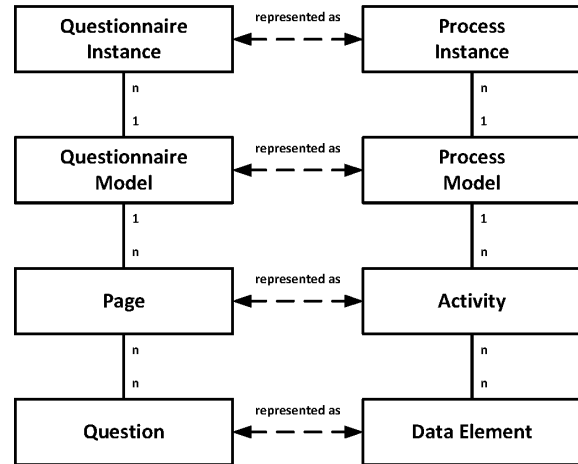 Questionnaire
Instance
represented as
Process
Instance
n
n
1
1
Questionnaire
Model
represented as
Process
Model
1
1
n
n
Page
represented as
Activity
n
n
n
n
Question
represented as
Data Element